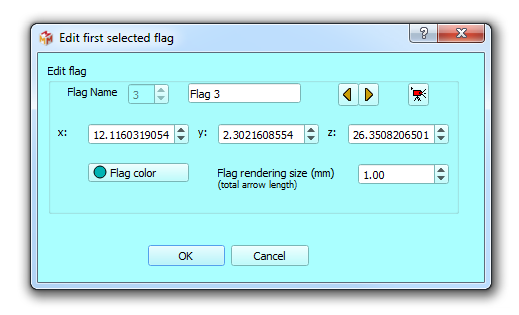 Edit first selected flag
Edit flag
Flag Name 3 Flag 3
x: 12.1160319054 y: 2.3021608554 z: 26.3508206501
Flag color Flag rendering size (mm) 1.00
(total arrow length)
OK Cancel